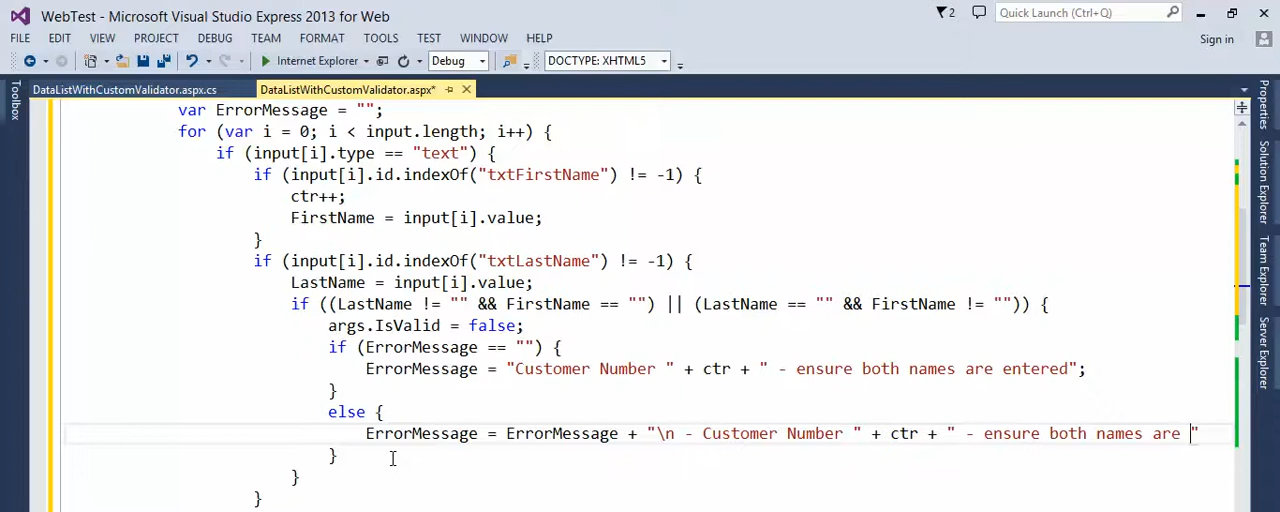 WebTest - Microsoft Visual Studio Express 2013 for Web
2
Quick Launch (Ctrl+Q)
FILE EDIT VIEW PROJECT DEBUG TEAM FORMAT TOOLS TEST WINDOW HELP
Sign in
Internet Explorer Debug DOCTYPE: XHTML5
Toolbox
DataListWithCustomValidator.aspx.cs DataListWithCustomValidator.aspx*
var ErrorMessage = "";
for (var i = 0; i < input.length; i++) {
if (input[i].type == "text") {
if (input[i].id.indexOf("txtFirstName") != -1) {
ctr++;
FirstName = input[i].value;
}
if (input[i].id.indexOf("txtLastName") != -1) {
LastName = input[i].value;
if ((LastName != "" && FirstName == "") || (LastName == "" && FirstName != "")) {
args.IsValid = false;
if (ErrorMessage == "") {
ErrorMessage = "Customer Number " + ctr + " - ensure both names are entered";
}
else {
ErrorMessage = ErrorMessage + "\n - Customer Number " + ctr + " - ensure both names are "
}
}
}
Properties
Solution Explorer
Team Explorer
Server Explorer